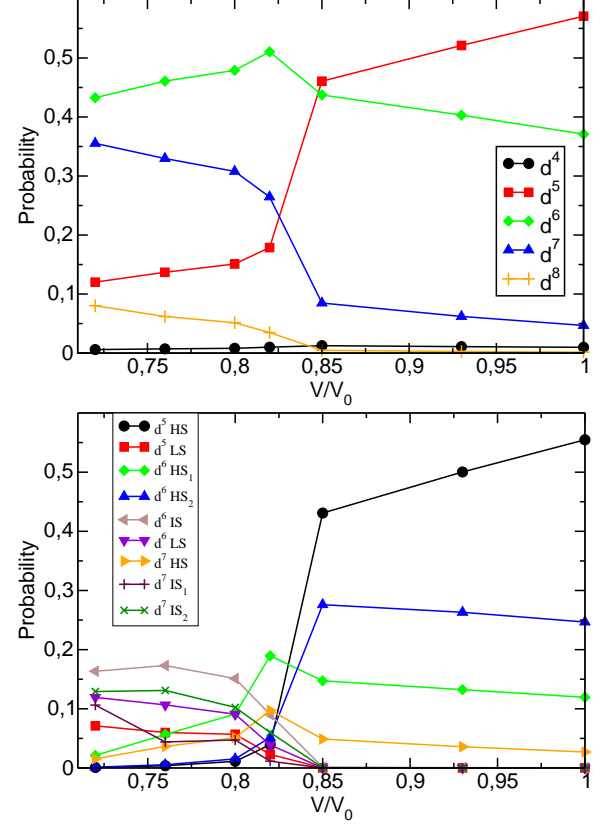 Probability
0,5
0,4
0,3
0,2
0,1
0
d⁴
d⁵
d⁶
d⁷
d⁸
0,75
0,8
0,85
0,9
0,95
1
V/V₀
Probability
0,5
0,4
0,3
0,2
0,1
0
d⁵ HS
d⁵ LS
d⁶ HS₁
d⁶ HS₂
d⁶ IS
d⁶ LS
d⁷ HS
d⁷ IS₁
d⁷ IS₂
0,75
0,8
0,85
0,9
0,95
1
V/V₀